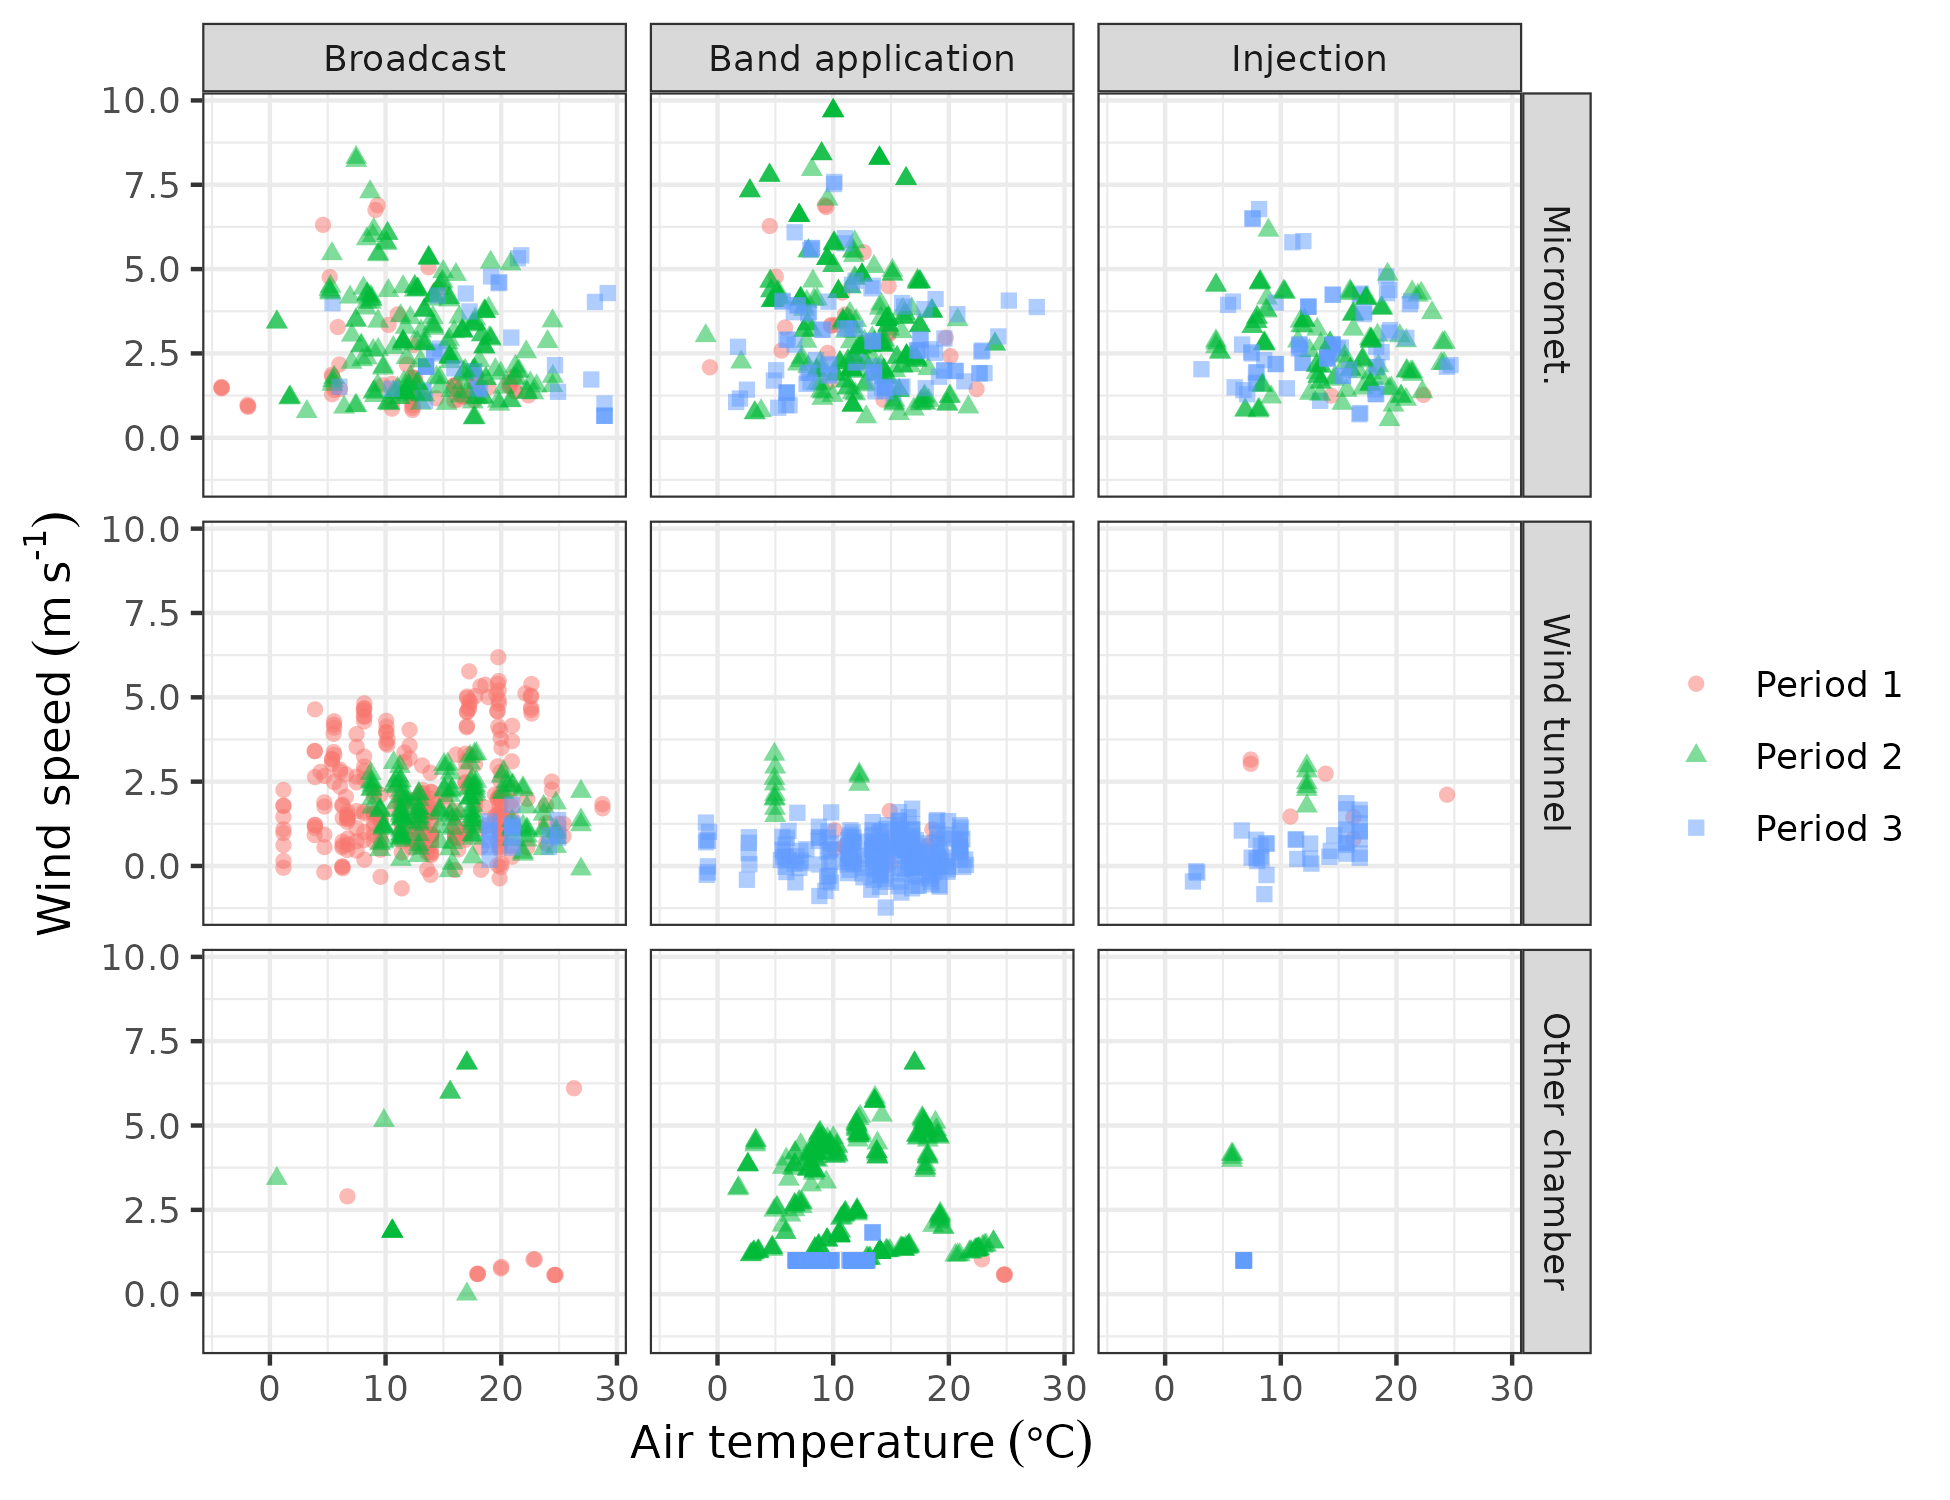 Broadcast
Band application
Injection
10.0
7.5
5.0
2.5
0.0
Micromet.
10.0
7.5
5.0
2.5
0.0
Wind tunnel
10.0
7.5
5.0
2.5
0.0
Other chamber
0 10 20 30
0 10 20 30
0 10 20 30
Air temperature (°C)
Wind speed (m s⁻¹)
Period 1
Period 2
Period 3